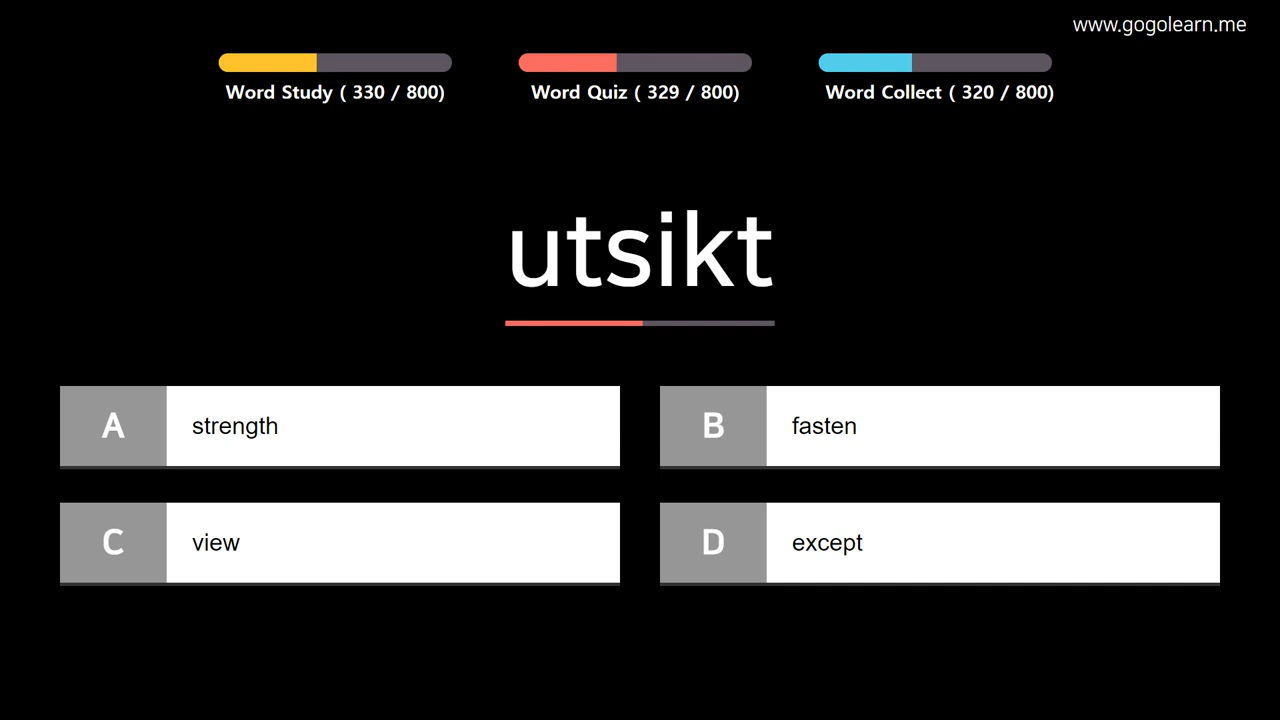 www.gogolearn.me
Word Study ( 330 / 800)
Word Quiz ( 329 / 800)
Word Collect ( 320 / 800)
utsikt
A strength
B fasten
C view
D except